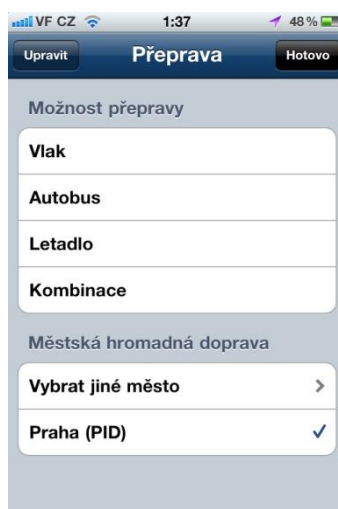 VF CZ 1:37 48 %
Upravit Přeprava Hotovo
Možnost přepravy
Vlak
Autobus
Letadlo
Kombinace
Městská hromadná doprava
Vybrat jiné město
Praha (PID)